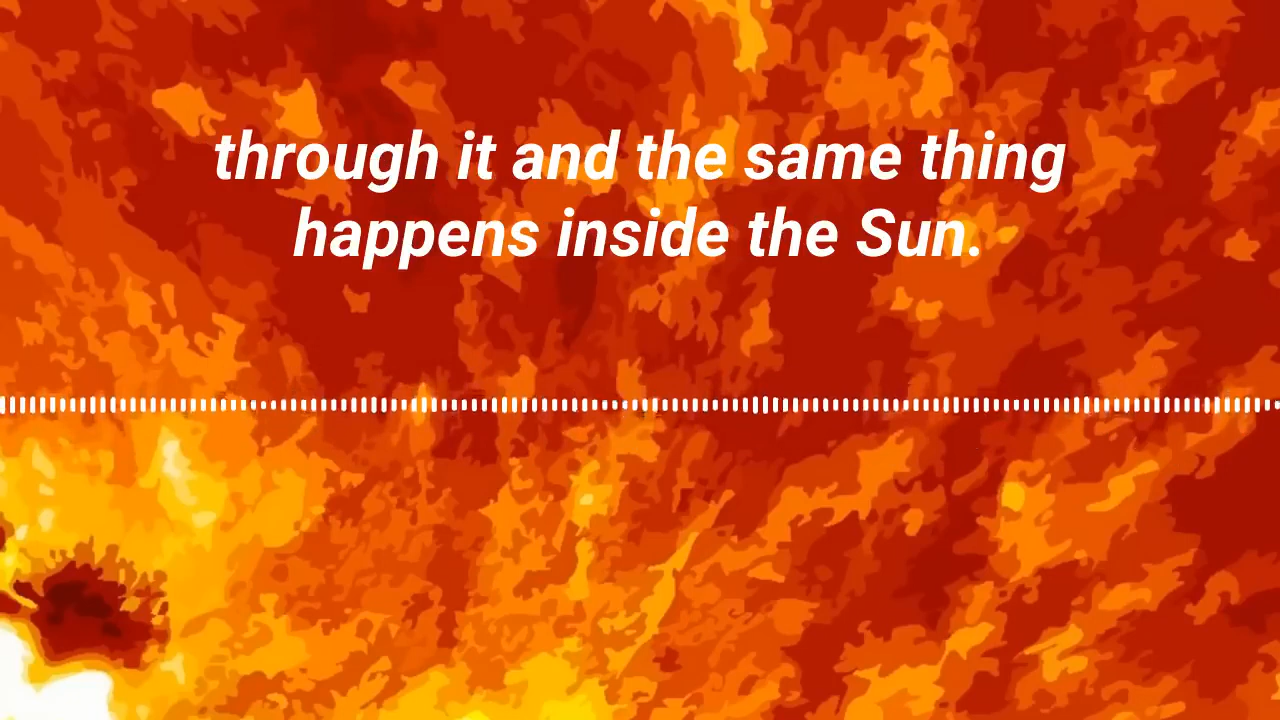 through it and the same thing
happens inside the Sun.